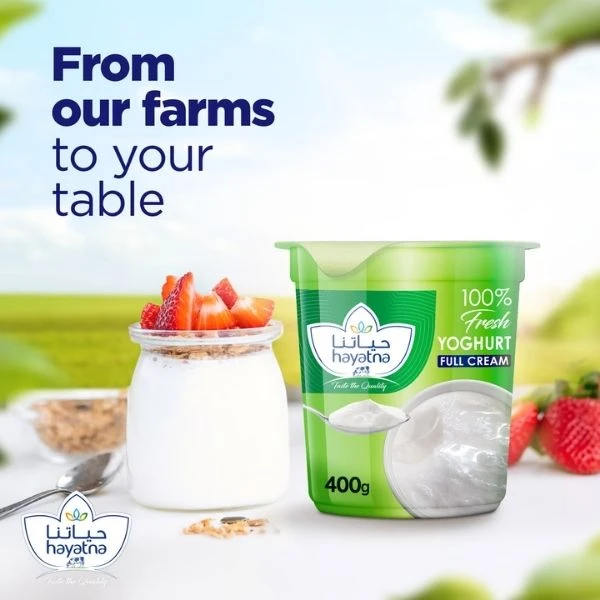 From
our farms
to your
table
100%
Fresh
YOGHURT
FULL CREAM
حياتنا
hayatna
Taste the Quality
400g
حياتنا
hayatna
Taste the Quality